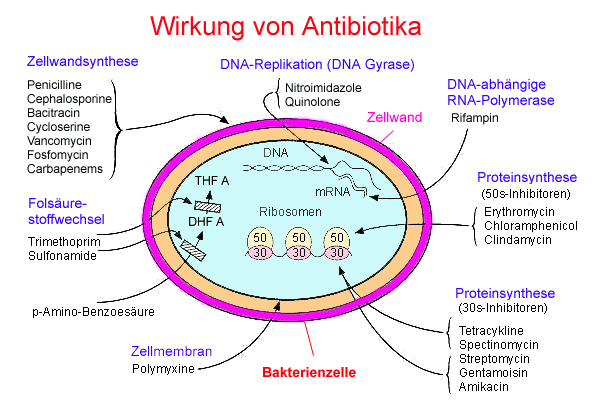 Wirkung von Antibiotika
Zellwandsynthese
Penicilline
Cephalosporine
Bacitracin
Cycloserine
Vancomycin
Fosfomycin
Carbapenems
DNA-Replikation (DNA Gyrase)
Nitroimidazole
Quinolone
Zellwand
DNA-abhängige
RNA-Polymerase
Rifampin
DNA
mRNA
THF A
DHF A
Ribosomen
50 50 50
30 30 30
Folsäure-
stoffwechsel
Trimethoprim
Sulfonamide
p-Amino-Benzoesäure
Proteinsynthese
(50s-Inhibitoren)
Erythromycin
Chloramphenicol
Clindamycin
Proteinsynthese
(30s-Inhibitoren)
Tetracykline
Spectinomycin
Streptomycin
Gentamoisin
Amikacin
Zellmembran
Polymyxine
Bakterienzelle